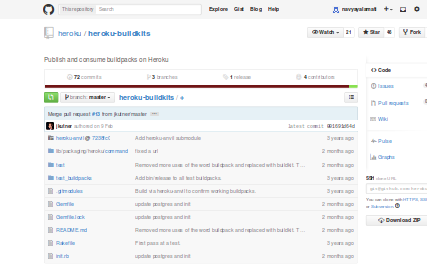 This repository Search Explore Gist Blog Help navyasalamati
heroku / heroku-buildkits Watch 21 Star 46 Fork
Publish and consume buildpacks on Heroku
72 commits 3 branches 1 release 4 contributors
branch: master heroku-buildkits / +
Merge pull request from jkutner/master
jkutner authored on 9 Feb latest commit
heroku-anvil @ Add heroku-anvil submodule 3 years ago
lib/packaging/heroku/command fixed a url 2 months ago
test Removed more uses of the word buildpack and replaced with buildkit. T… 2 months ago
test_buildpacks Add bin/release to all test buildpacks. 3 years ago
.gitmodules Build via heroku anvil to confirm working buildpacks. 3 years ago
Gemfile update postgres and init 2 months ago
Gemfile.lock update postgres and init 2 months ago
README.md Removed more uses of the word buildpack and replaced with buildkit. T… 2 months ago
Rakefile First pass at a test. 3 years ago
init.rb update postgres and init 2 months ago
Code
Issues
Pull requests
Wiki
Pulse
Graphs
SSH clone URL
You can clone with HTTPS, SSH,
or Subversion.
Download ZIP